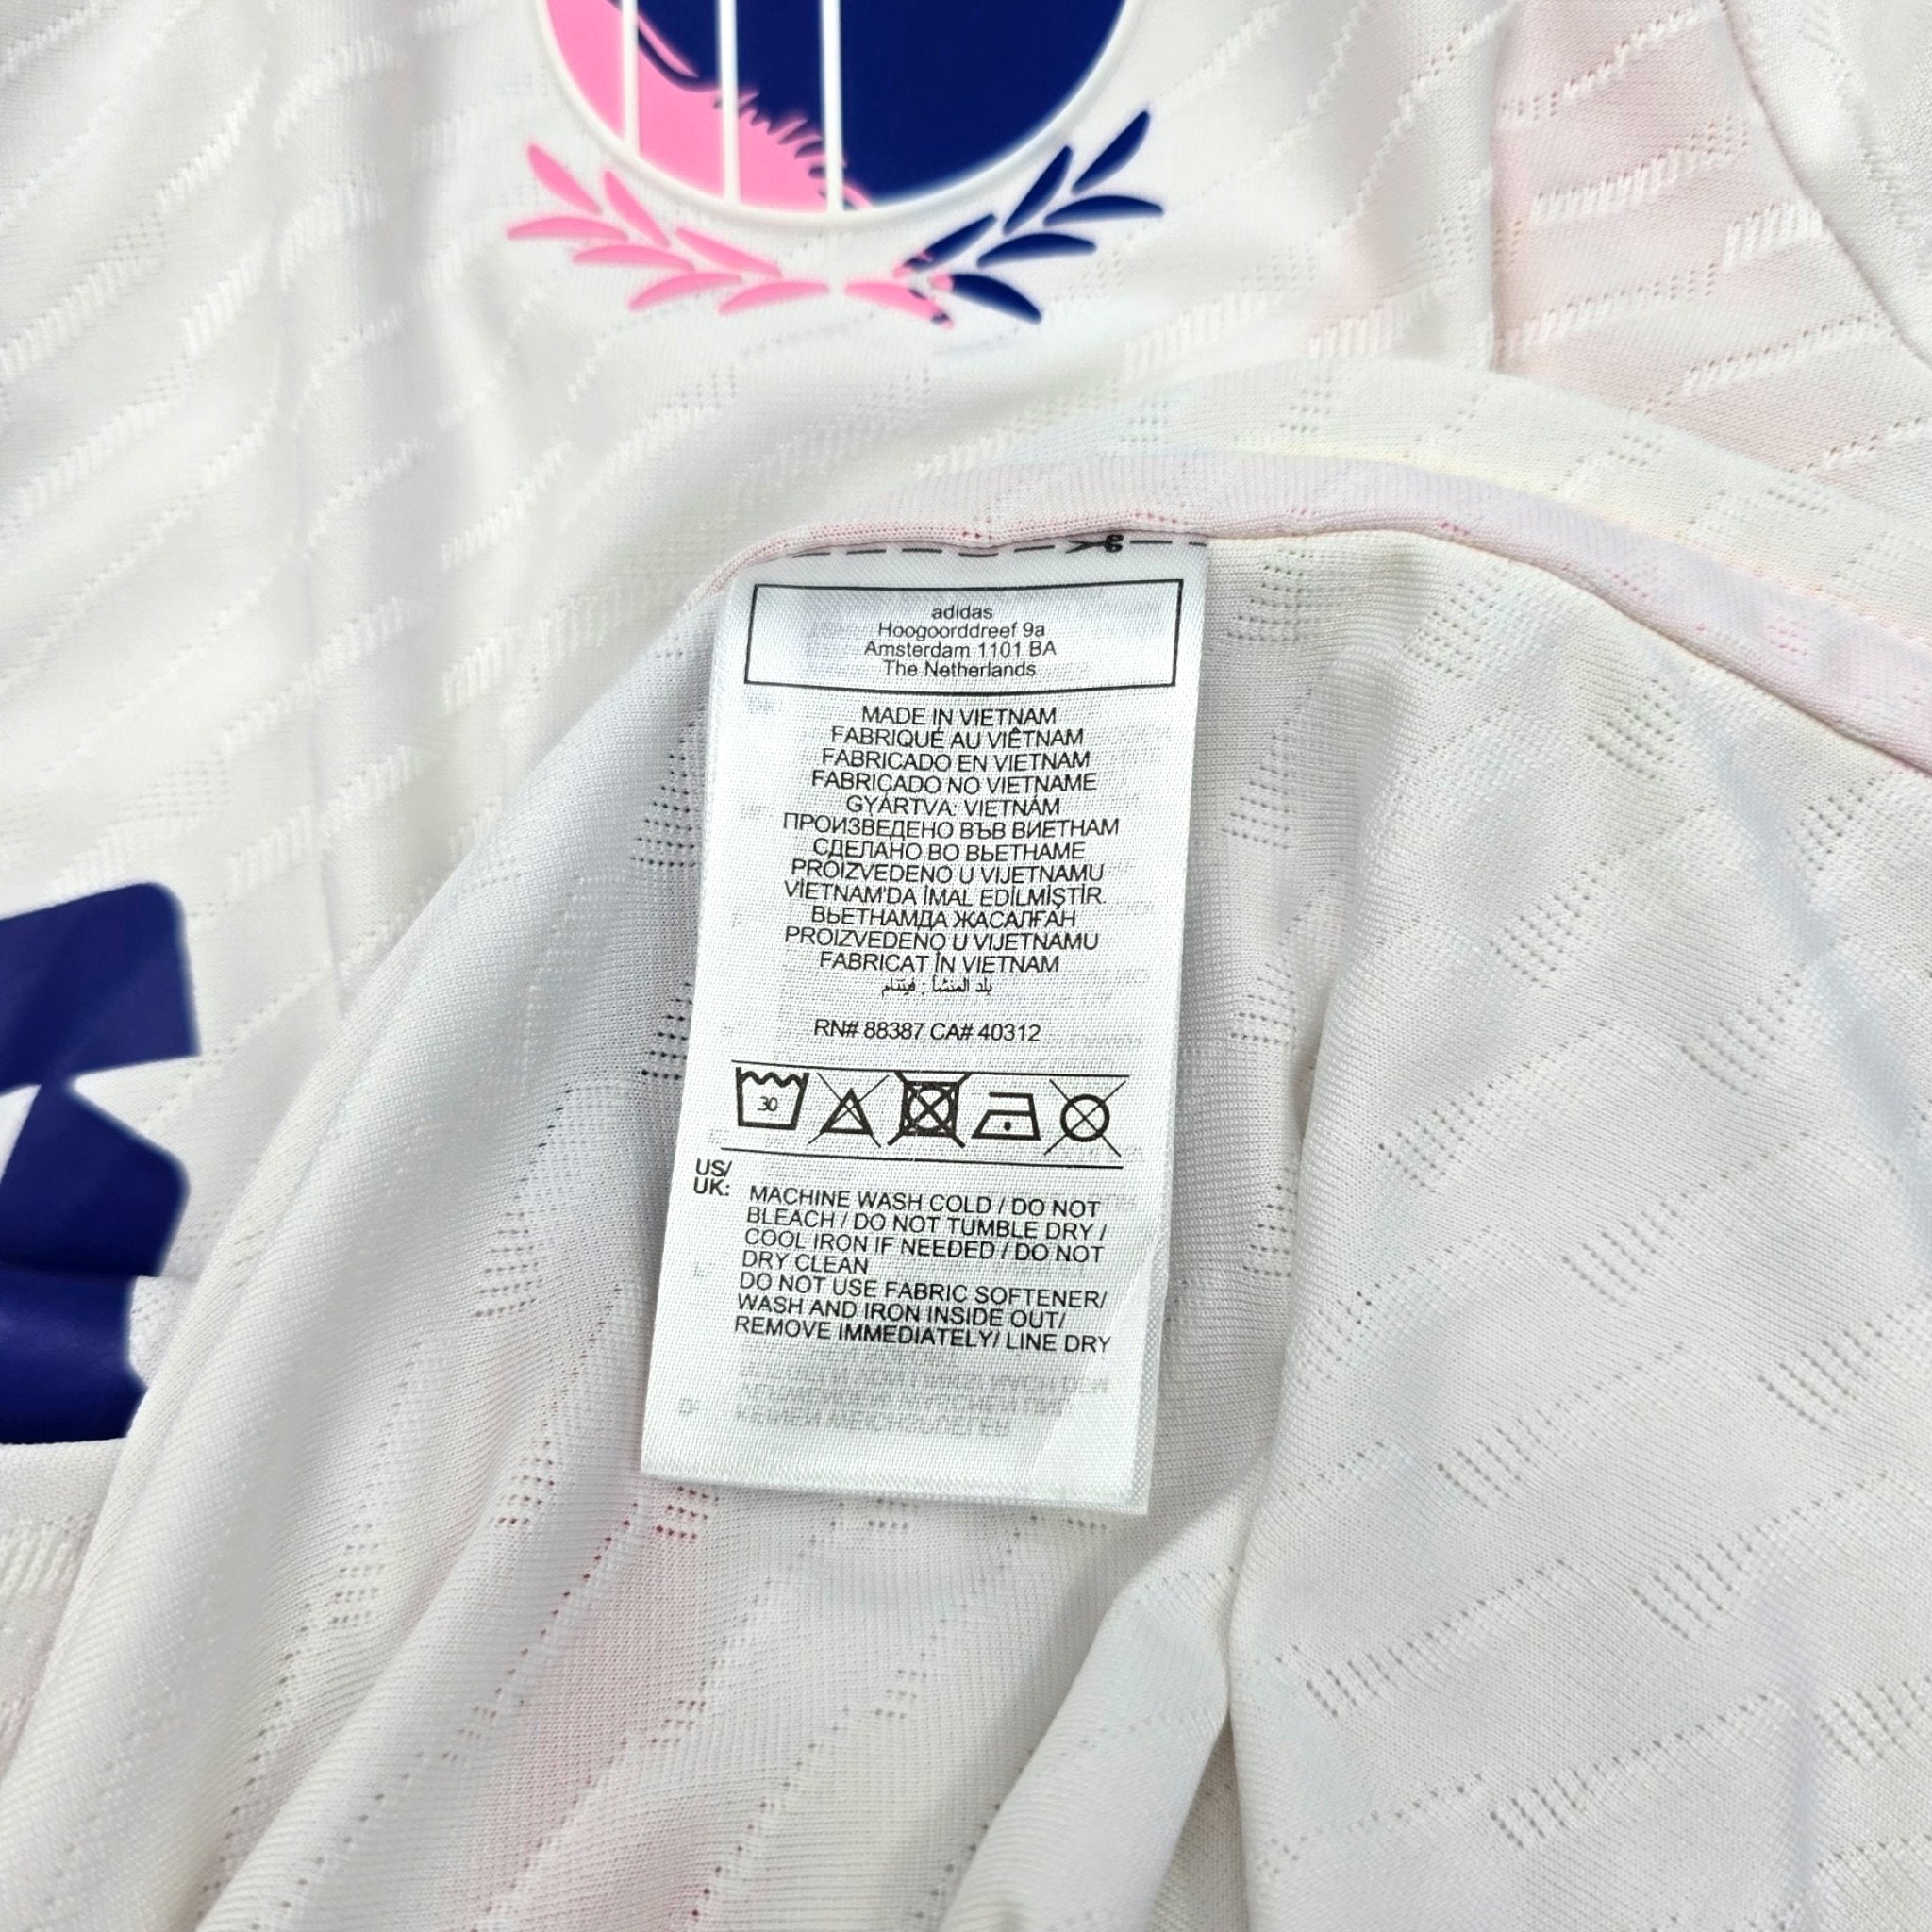 adidas
Hoogoorddreef 9a
Amsterdam 1101 BA
The Netherlands
MADE IN VIETNAM
FABRIQUÉ AU VIÊTNAM
FABRICADO EN VIETNAM
FABRICADO NO VIETNAME
GYÁRTVA: VIETNÁM
ПРОИЗВЕДЕНО ВЪВ ВИЕТНАМ
СДЕЛАНО ВО ВЬЕТНАМЕ
PROIZVEDENO U VIJETNAMU
VİETNAM'DA İMAL EDİLMİŞTİR.
ВЬЕТНАМДА ЖАСАЛҒАН
PROIZVEDENO U VIJETNAMU
FABRICAT ÎN VIETNAM
بلد المنشأ : فيتنام
RN# 88387 CA# 40312
30
US/
UK:
MACHINE WASH COLD / DO NOT
BLEACH / DO NOT TUMBLE DRY /
COOL IRON IF NEEDED / DO NOT
DRY CLEAN
DO NOT USE FABRIC SOFTENER/
WASH AND IRON INSIDE OUT/
REMOVE IMMEDIATELY/ LINE DRY